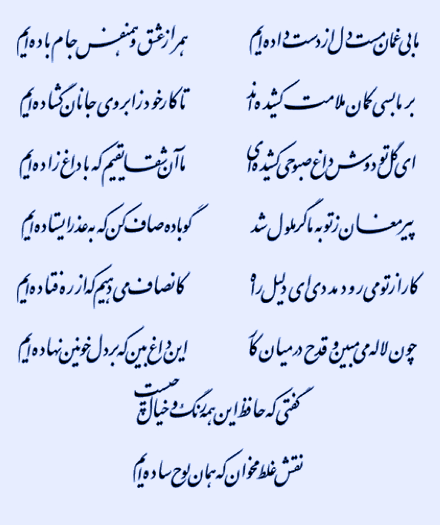 ما بی غمان مست دل از دست داده‌ایم همراز عشق و همنفس جام باده‌ایم
بر ما بسی کمان ملامت کشیده‌اند تا کار خود ز ابروی جانان گشاده‌ایم
ای گل تو دوش داغ صبوحی کشیده‌ای ما آن شقایقیم که با داغ زاده‌ایم
پیر مغان ز توبه ما گر ملول شد گو باده صاف کن که به عذر ایستاده‌ایم
کار از تو می رود مددی ای دلیل راه کانصاف می دهیم که از ره فتاده‌ایم
چون لاله می مبین و قدح در میان کار این داغ بین که بر دل خونین نهاده‌ایم
گفتی که حافظ این همه رنگ و خیال چیست
نقش غلط مخوان که همان لوح ساده‌ایم